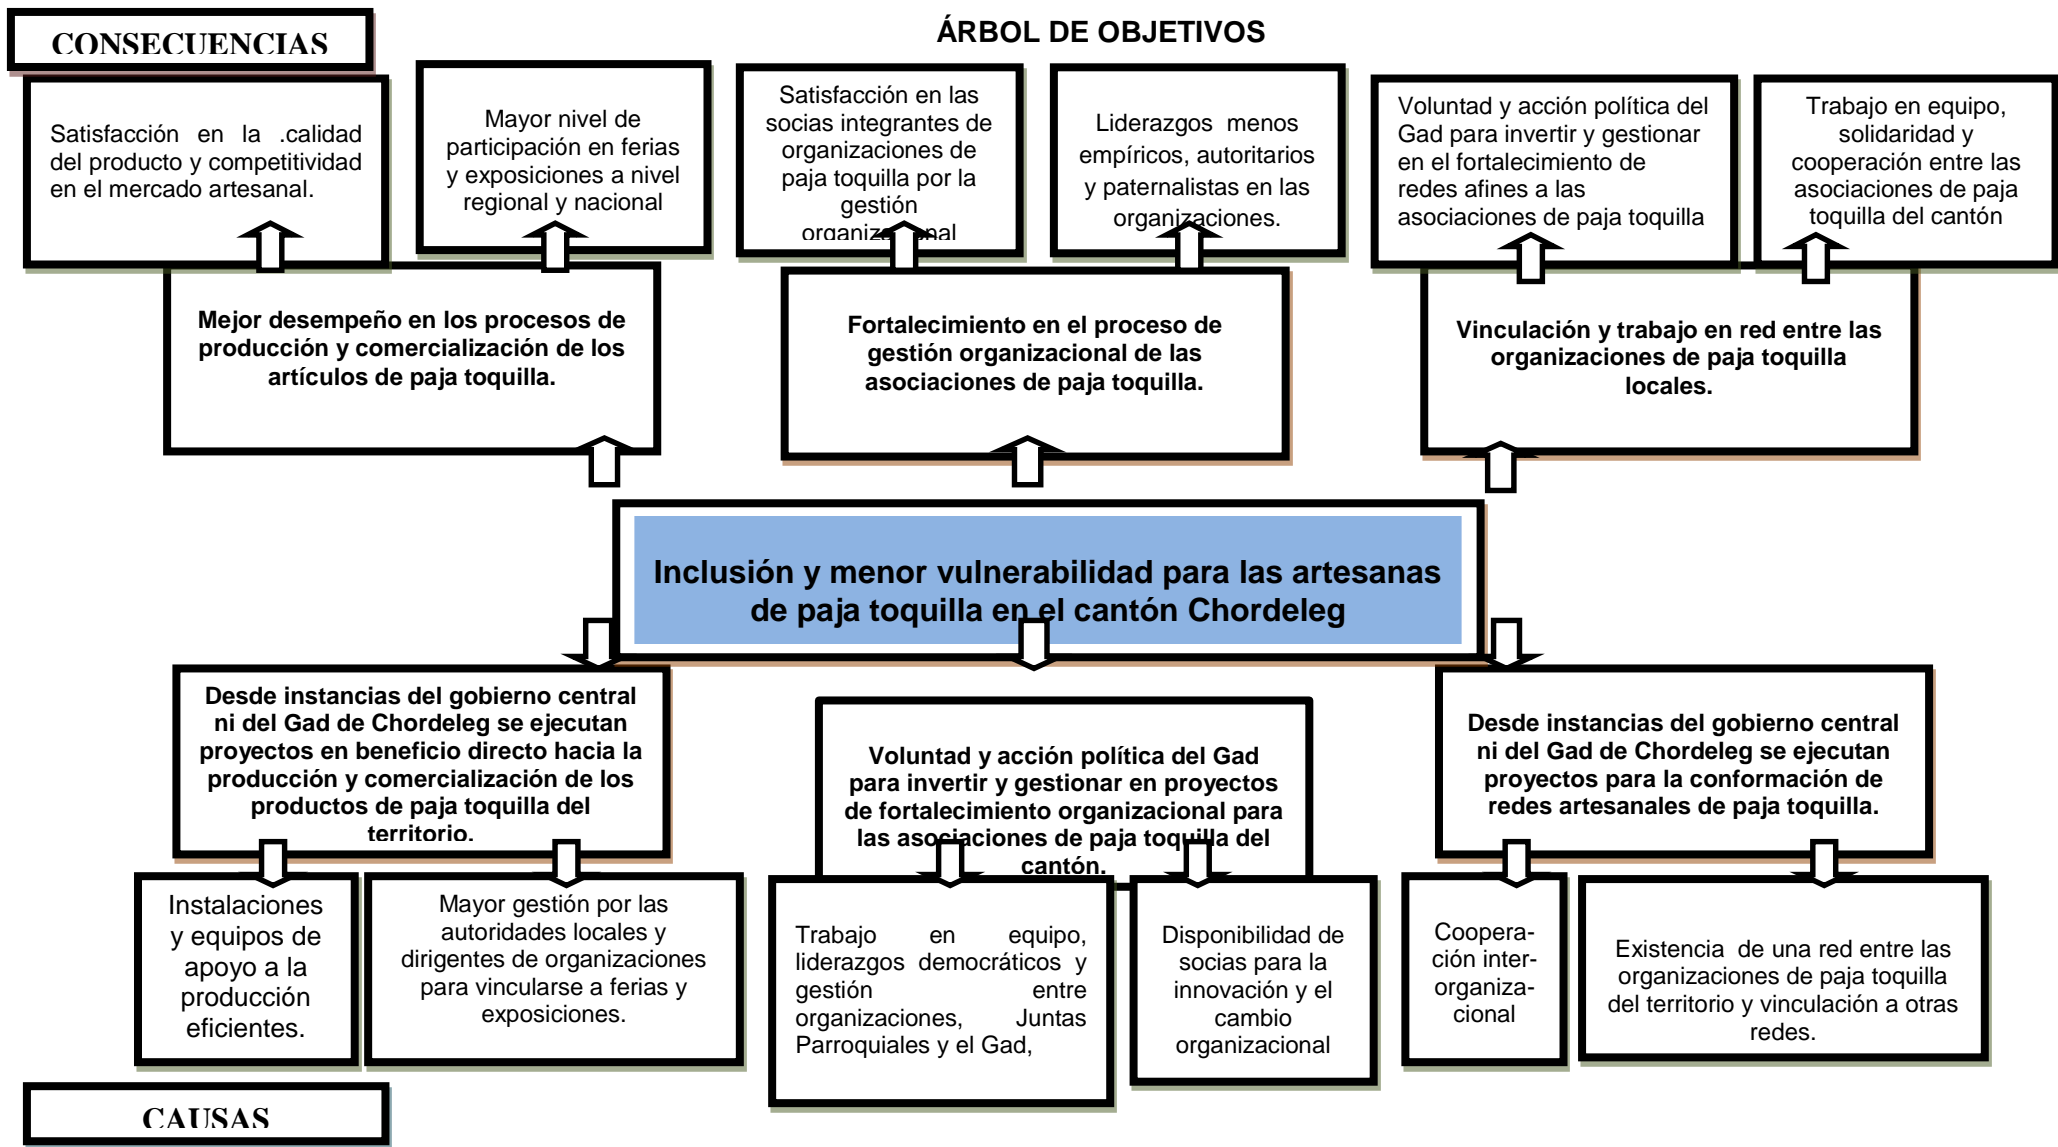 CONSECUENCIAS
ÁRBOL DE OBJETIVOS
Satisfacción en la .calidad
del producto y competitividad
en el mercado artesanal.
Mayor nivel de
participación en ferias
y exposiciones a nivel
regional y nacional
Satisfacción en las
socias integrantes de
organizaciones de
paja toquilla por la
gestión
organizacional
Liderazgos menos
empíricos, autoritarios
y paternalistas en las
organizaciones.
Voluntad y acción política del
Gad para invertir y gestionar
en el fortalecimiento de
redes afines a las
asociaciones de paja toquilla
Trabajo en equipo,
solidaridad y
cooperación entre las
asociaciones de paja
toquilla del cantón
Mejor desempeño en los procesos de
producción y comercialización de los
artículos de paja toquilla.
Fortalecimiento en el proceso de
gestión organizacional de las
asociaciones de paja toquilla.
Vinculación y trabajo en red entre las
organizaciones de paja toquilla
locales.
Inclusión y menor vulnerabilidad para las artesanas
de paja toquilla en el cantón Chordeleg
Desde instancias del gobierno central
ni del Gad de Chordeleg se ejecutan
proyectos en beneficio directo hacia la
producción y comercialización de los
productos de paja toquilla del
territorio.
Voluntad y acción política del Gad
para invertir y gestionar en proyectos
de fortalecimiento organizacional para
las asociaciones de paja toquilla del
cantón.
Desde instancias del gobierno central
ni del Gad de Chordeleg se ejecutan
proyectos para la conformación de
redes artesanales de paja toquilla.
Instalaciones
y equipos de
apoyo a la
producción
eficientes.
Mayor gestión por las
autoridades locales y
dirigentes de organizaciones
para vincularse a ferias y
exposiciones.
Trabajo en equipo,
liderazgos democráticos y
gestión entre
organizaciones, Juntas
Parroquiales y el Gad,
Disponibilidad de
socias para la
innovación y el
cambio
organizacional
Coopera-
ción inter-
organiza-
cional
Existencia de una red entre las
organizaciones de paja toquilla
del territorio y vinculación a otras
redes.
CAUSAS